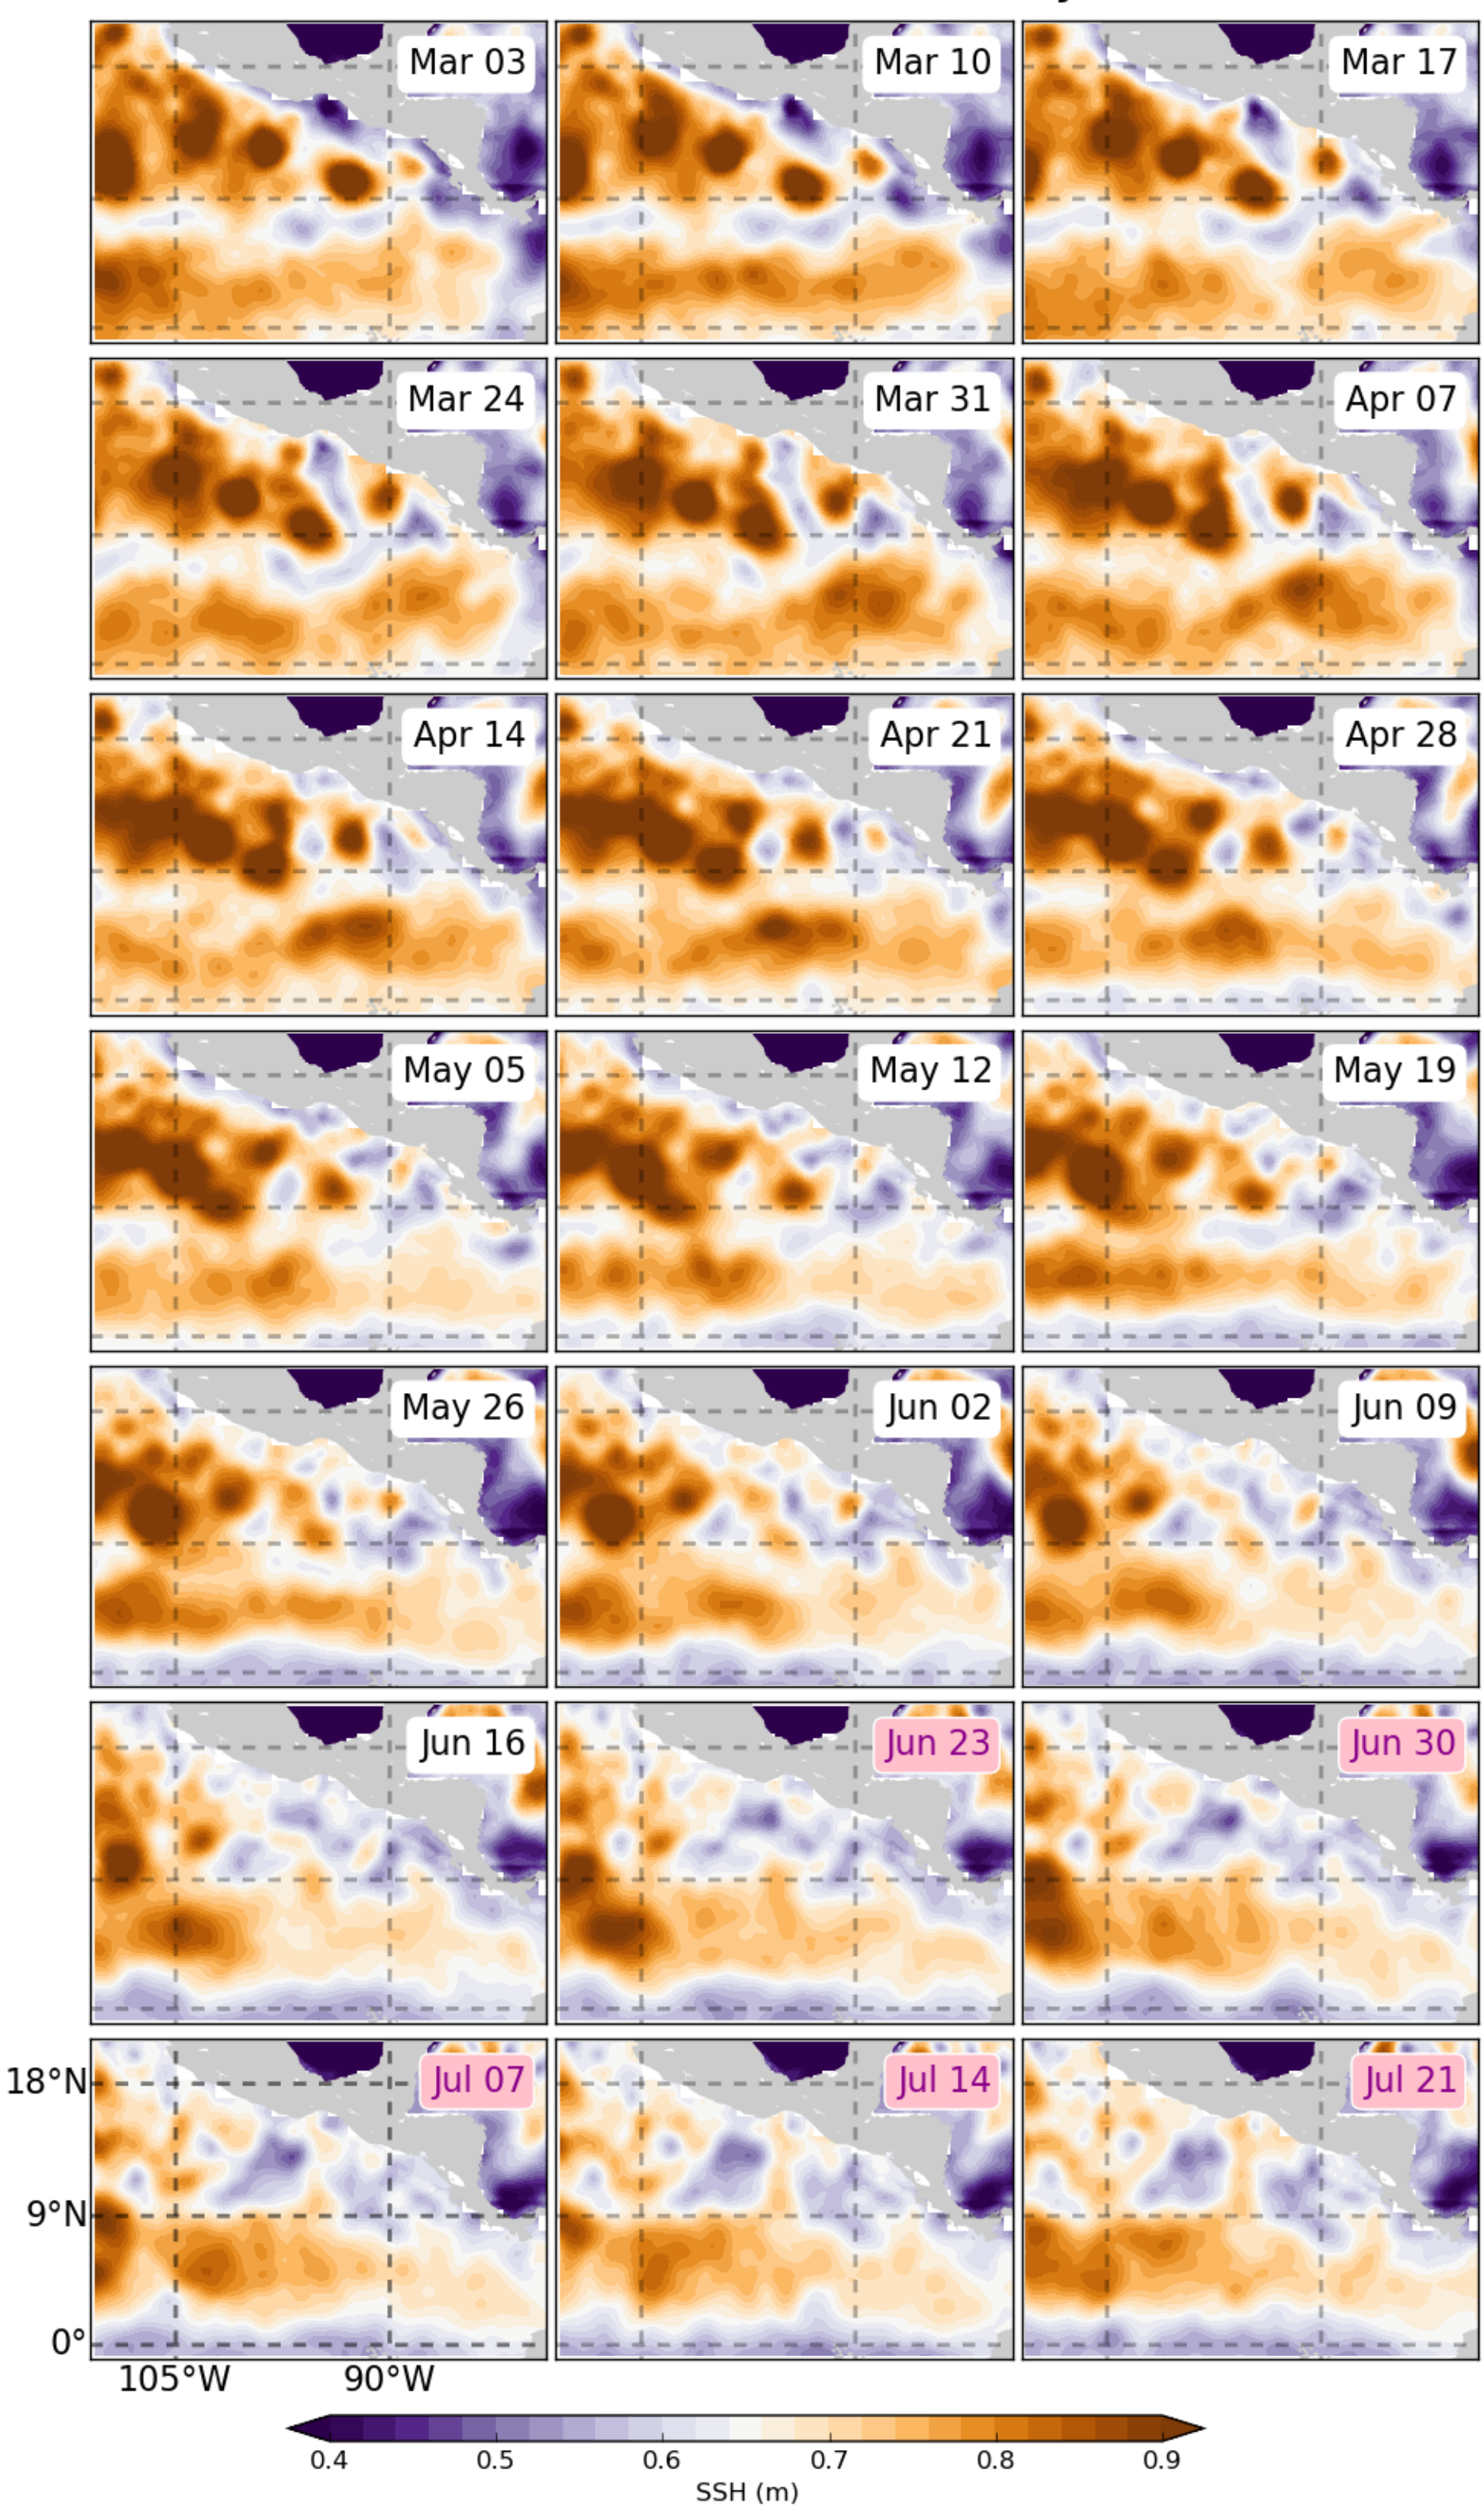 Mar 03
Mar 10
Mar 17
Mar 24
Mar 31
Apr 07
Apr 14
Apr 21
Apr 28
May 05
May 12
May 19
May 26
Jun 02
Jun 09
Jun 16
Jun 23
Jun 30
18°N
Jul 07
Jul 14
Jul 21
9°N
0°
105°W 90°W
0.4 0.5 0.6 0.7 0.8 0.9
SSH (m)